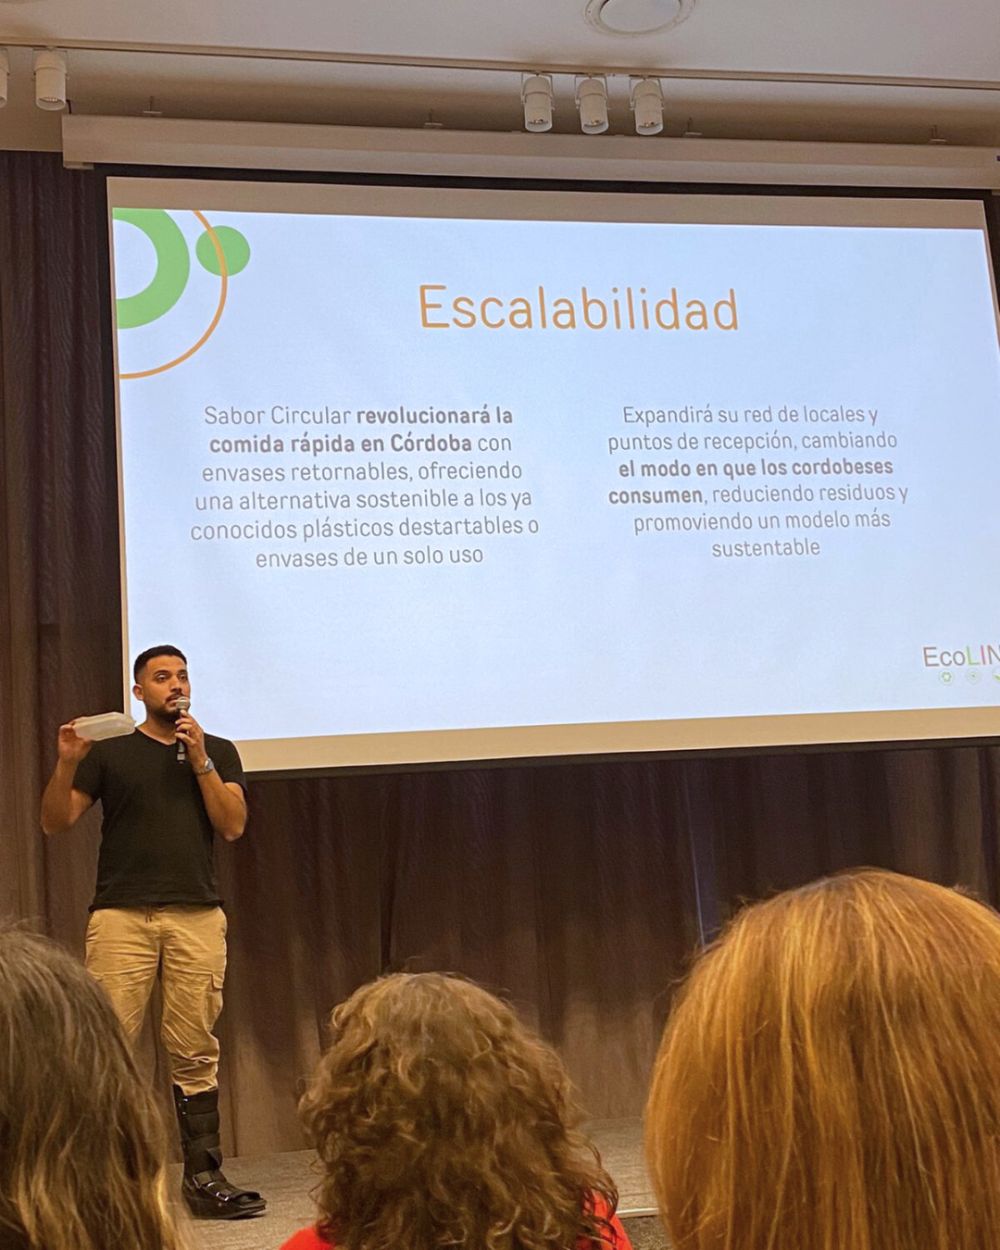 Escalabilidad
Sabor Circular revolucionará la
comida rápida en Córdoba con
envases retornables, ofreciendo
una alternativa sostenible a los ya
conocidos plásticos destartables o
envases de un solo uso
Expandirá su red de locales y
puntos de recepción, cambiando
el modo en que los cordobeses
consumen, reduciendo residuos y
promoviendo un modelo más
sustentable
EcoLIN